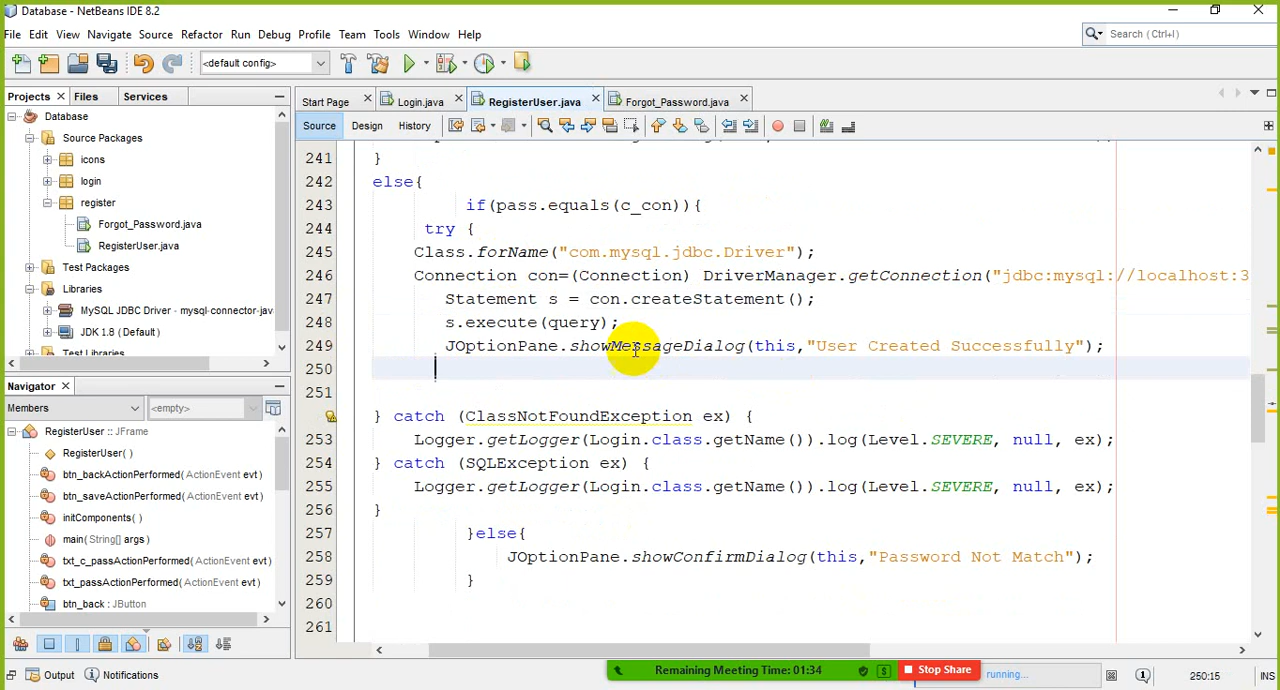 Database - NetBeans IDE 8.2
File Edit View Navigate Source Refactor Run Debug Profile Team Tools Window Help
Search (Ctrl+I)
<default config>
Projects Files Services
Start Page Login.java RegisterUser.java Forgot_Password.java
Source Design History
Database
Source Packages
icons
login
register
Forgot_Password.java
RegisterUser.java
Test Packages
Libraries
MySQL JDBC Driver - mysql-connector-jav
JDK 1.8 (Default)
Test Libraries
Navigator
Members <empty>
RegisterUser :: JFrame
RegisterUser()
btn_backActionPerformed(ActionEvent evt)
btn_saveActionPerformed(ActionEvent evt)
initComponents()
main(String[] args)
txt_c_passActionPerformed(ActionEvent evt)
txt_passActionPerformed(ActionEvent evt)
btn_back : JButton
241 }
242 else{
243 if(pass.equals(c_con)){
244 try {
245 Class.forName("com.mysql.jdbc.Driver");
246 Connection con=(Connection) DriverManager.getConnection("jdbc:mysql://localhost:3
247 Statement s = con.createStatement();
248 s.execute(query);
249 JOptionPane.showMessageDialog(this,"User Created Successfully");
250
251
} catch (ClassNotFoundException ex) {
253 Logger.getLogger(Login.class.getName()).log(Level.SEVERE, null, ex);
254 } catch (SQLException ex) {
255 Logger.getLogger(Login.class.getName()).log(Level.SEVERE, null, ex);
256 }
257 }else{
258 JOptionPane.showConfirmDialog(this,"Password Not Match");
259 }
260
261
Remaining Meeting Time: 01:34 Stop Share
Output Notifications running... 250:15 INS